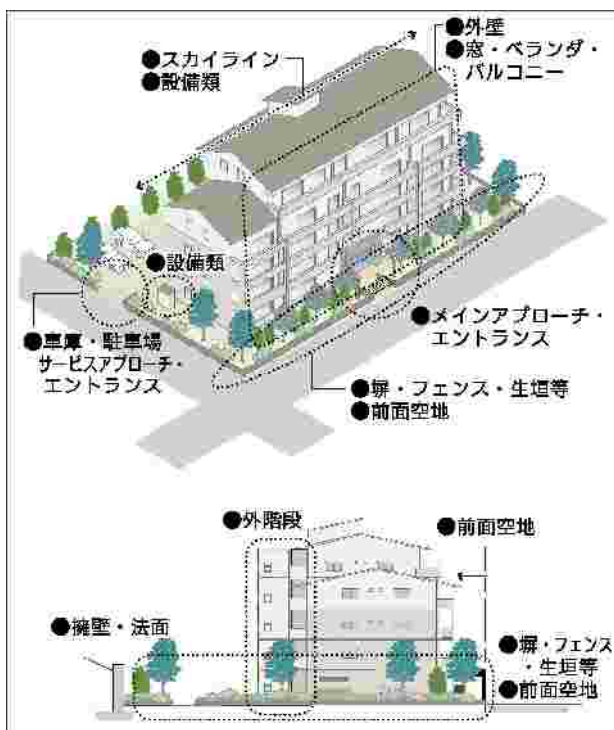 ●スカイライン
●設備類
●外壁
●窓・ベランダ・
バルコニー
●設備類
●車庫・駐車場
サービスアプローチ・
エントランス
●メインアプローチ・
エントランス
●塀・フェンス・生垣等
●前面空地
●外階段
●前面空地
●擁壁・法面
●塀・フェンス
・生垣等
●前面空地